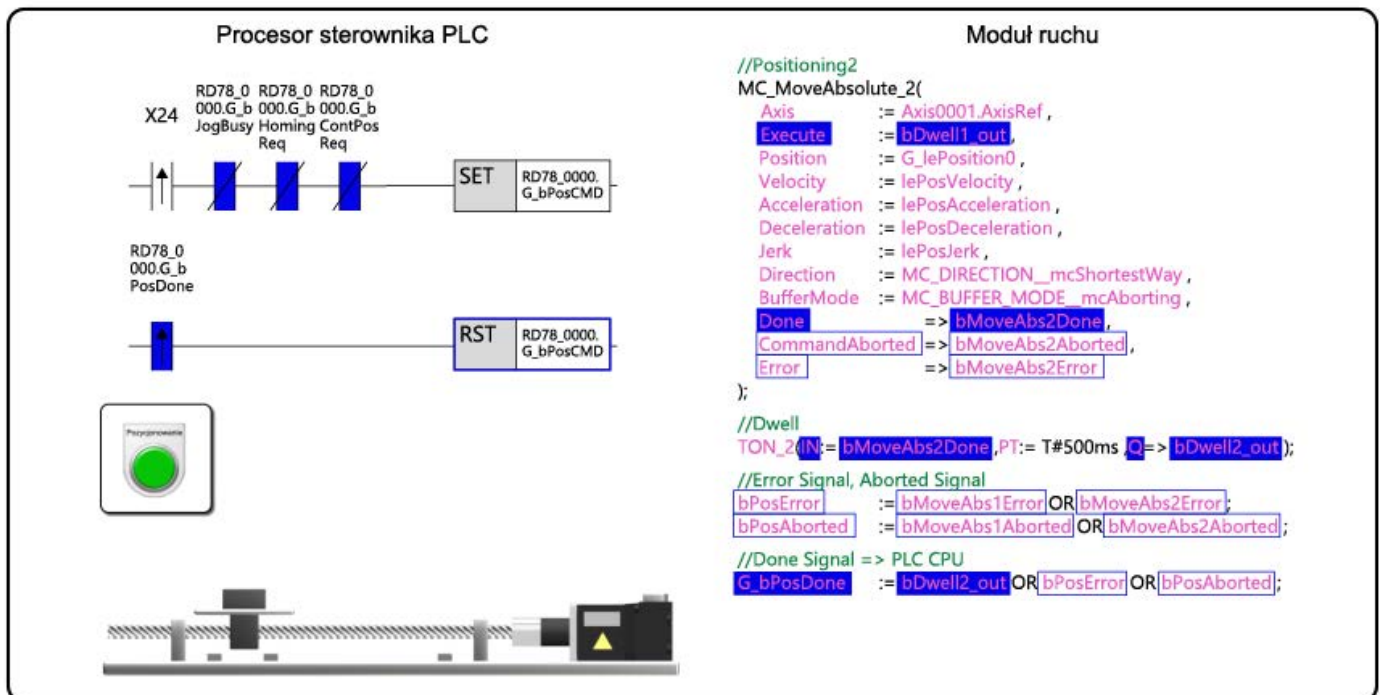 Procesor sterownika PLC
X24
RD78_0 RD78_0 RD78_0
000.G_b 000.G_b 000.G_b
JogBusy Homing ContPos
Req Req
SET
RD78_0000.
G_bPosCMD
RD78_0
000.G_b
PosDone
RST
RD78_0000.
G_bPosCMD
Pozycjonowanie
Moduł ruchu
//Positioning2
MC_MoveAbsolute_2(
Axis := Axis0001.AxisRef ,
Execute := bDwell1_out ,
Position := G_lePosition0 ,
Velocity := lePosVelocity ,
Acceleration := lePosAcceleration ,
Deceleration := lePosDeceleration ,
Jerk := lePosJerk ,
Direction := MC_DIRECTION__mcShortestWay ,
BufferMode := MC_BUFFER_MODE__mcAborting ,
Done => bMoveAbs2Done ,
CommandAborted => bMoveAbs2Aborted ,
Error => bMoveAbs2Error
);
//Dwell
TON_2(IN:= bMoveAbs2Done ,PT:= T#500ms ,Q=> bDwell2_out );
//Error Signal, Aborted Signal
bPosError := bMoveAbs1Error OR bMoveAbs2Error ;
bPosAborted := bMoveAbs1Aborted OR bMoveAbs2Aborted ;
//Done Signal => PLC CPU
G_bPosDone := bDwell2_out OR bPosError OR bPosAborted ;